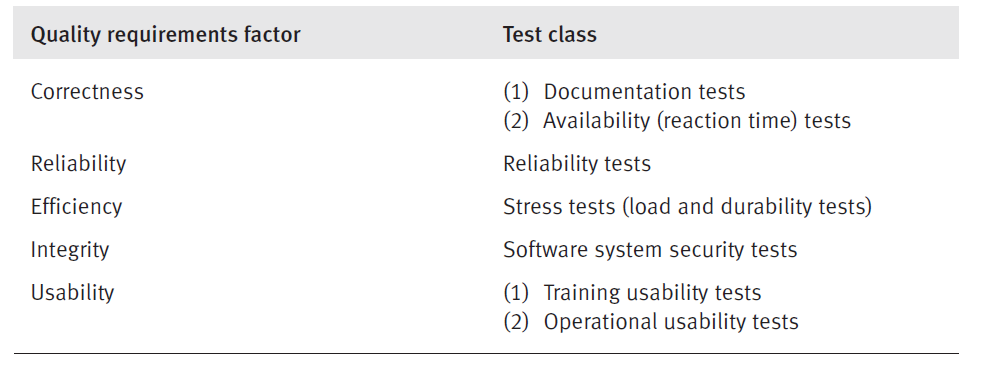 Quality requirements factor Test class
Correctness (1) Documentation tests
(2) Availability (reaction time) tests
Reliability Reliability tests
Efficiency Stress tests (load and durability tests)
Integrity Software system security tests
Usability (1) Training usability tests
(2) Operational usability tests